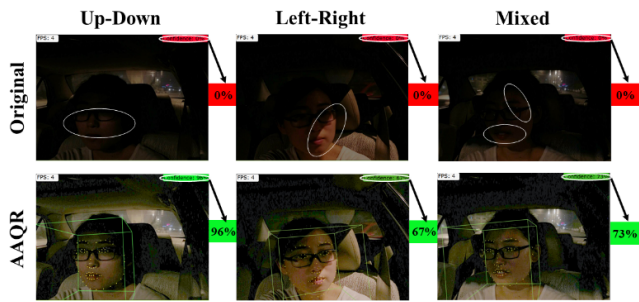 Up-Down Left-Right Mixed
Original
FPS: 4
0%
FPS: 4
0%
FPS: 4
0%
AAQR
FPS: 4
96%
FPS: 4
67%
FPS: 4
73%